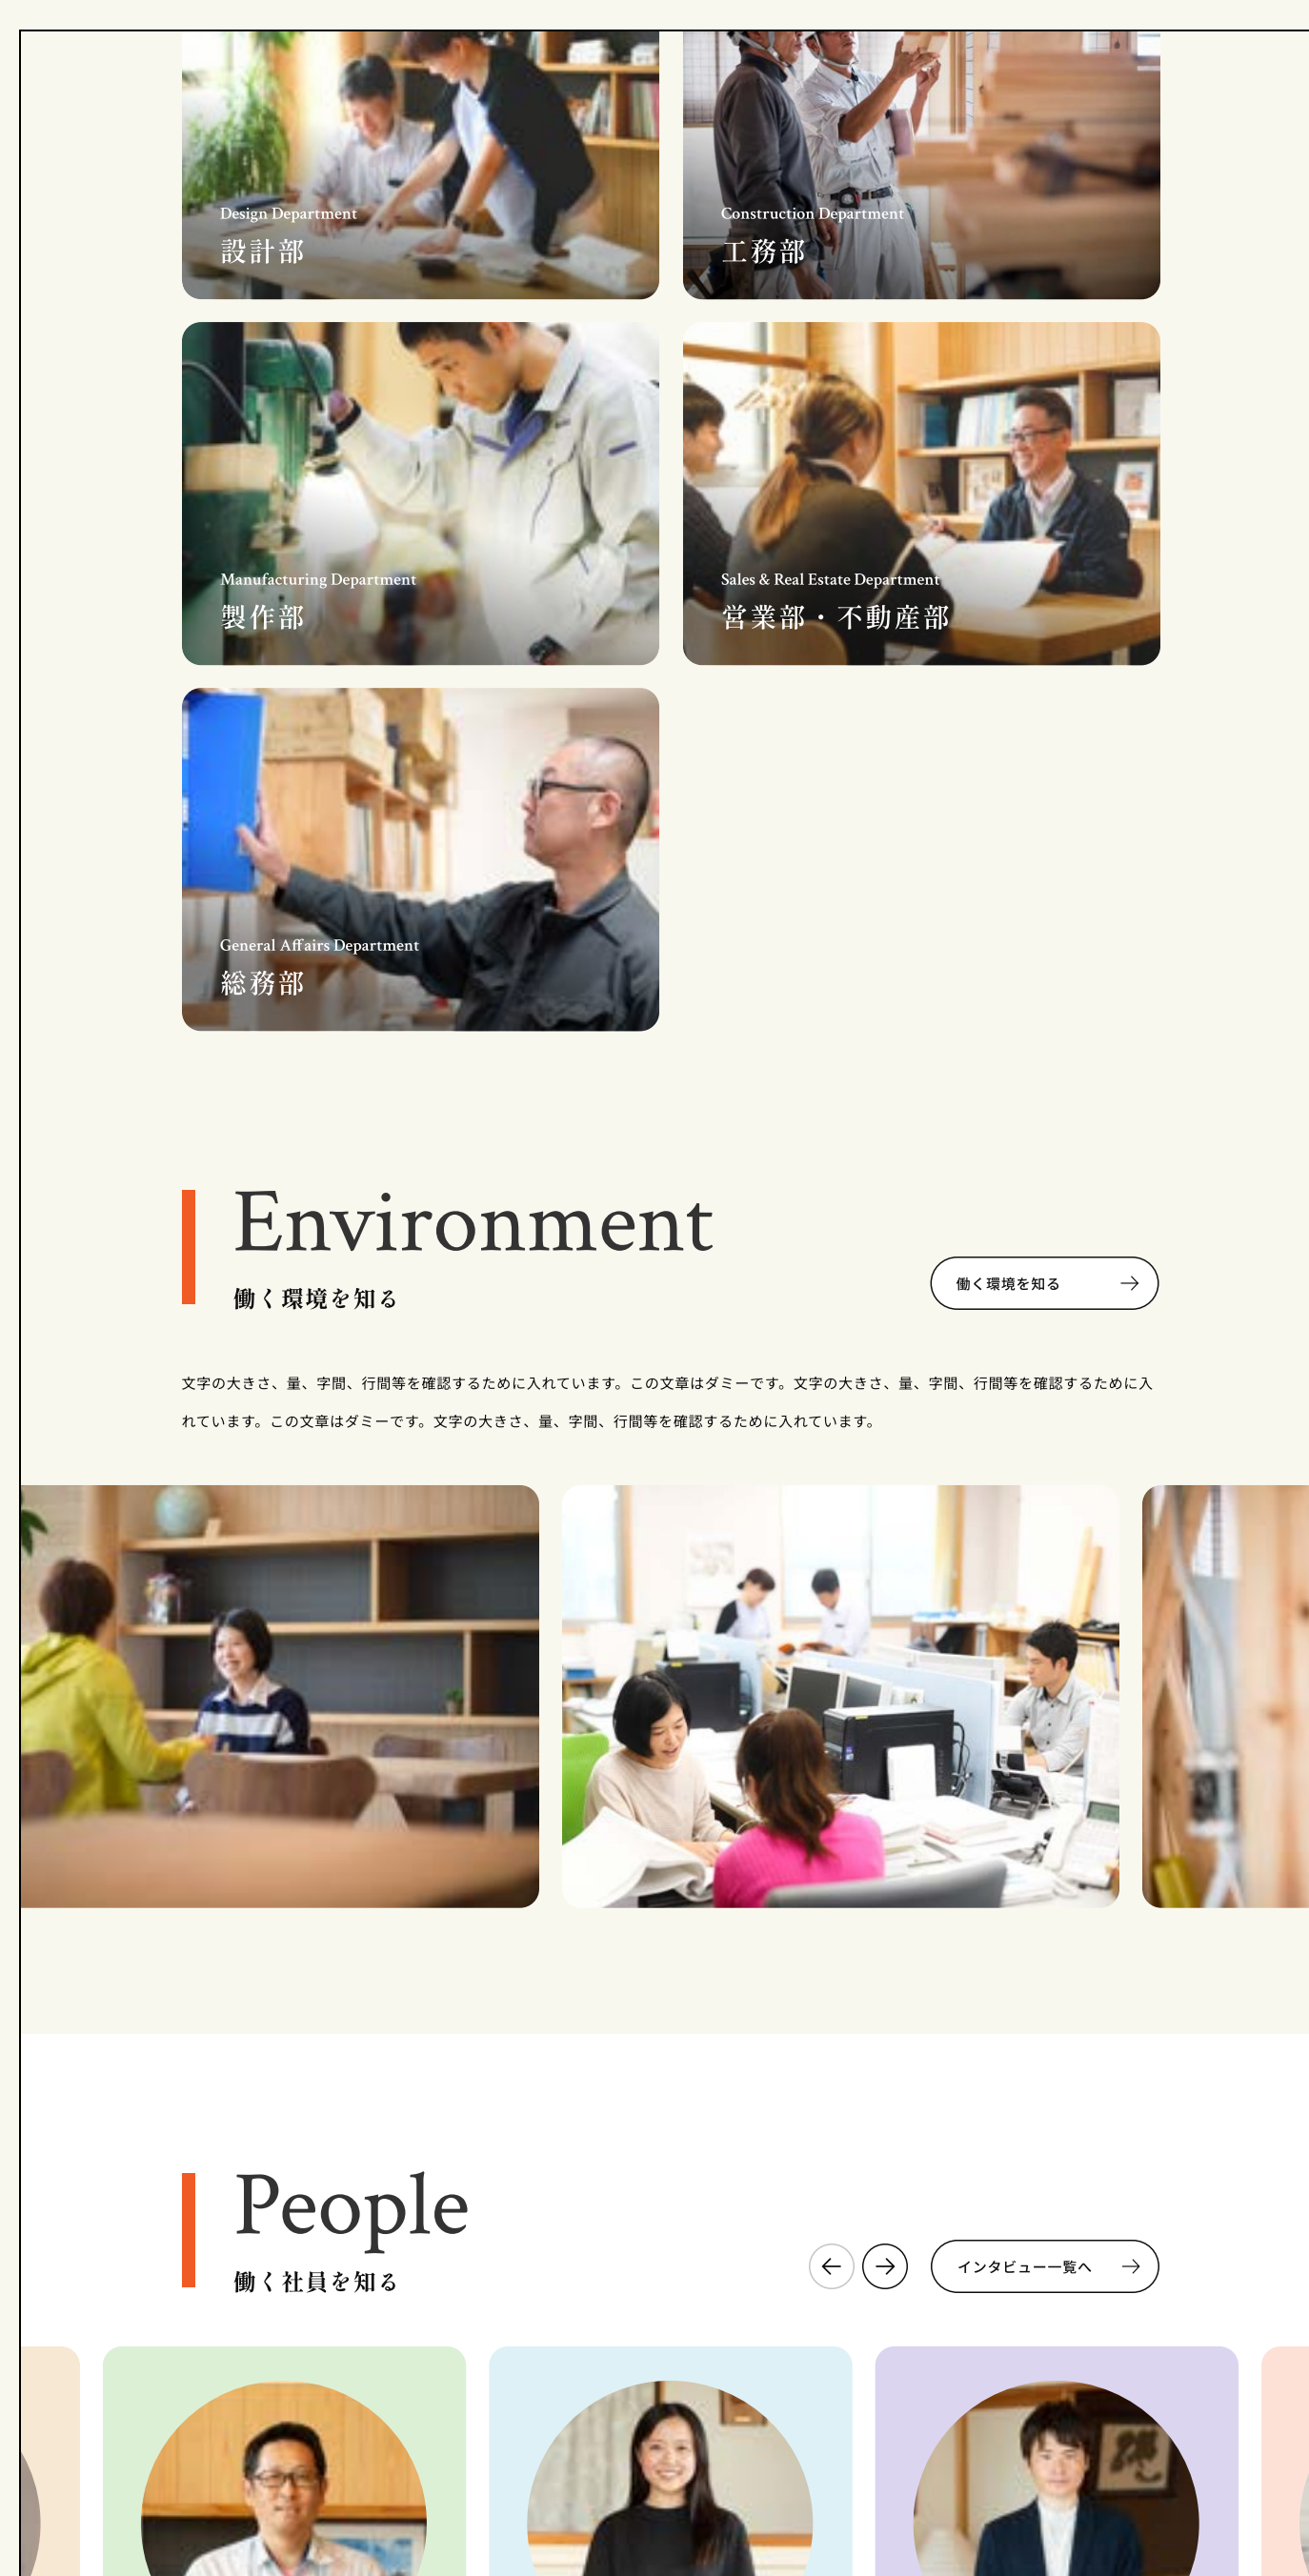 Design Department
設計部
Construction Department
工務部
Manufacturing Department
製作部
Sales & Real Estate Department
営業部・不動産部
General Affairs Department
総務部
Environment
働く環境を知る
働く環境を知る
文字の大きさ、量、字間、行間等を確認するために入れています。この文章はダミーです。文字の大きさ、量、字間、行間等を確認するために入
れています。この文章はダミーです。文字の大きさ、量、字間、行間等を確認するために入れています。
People
働く社員を知る
インタビュー一覧へ